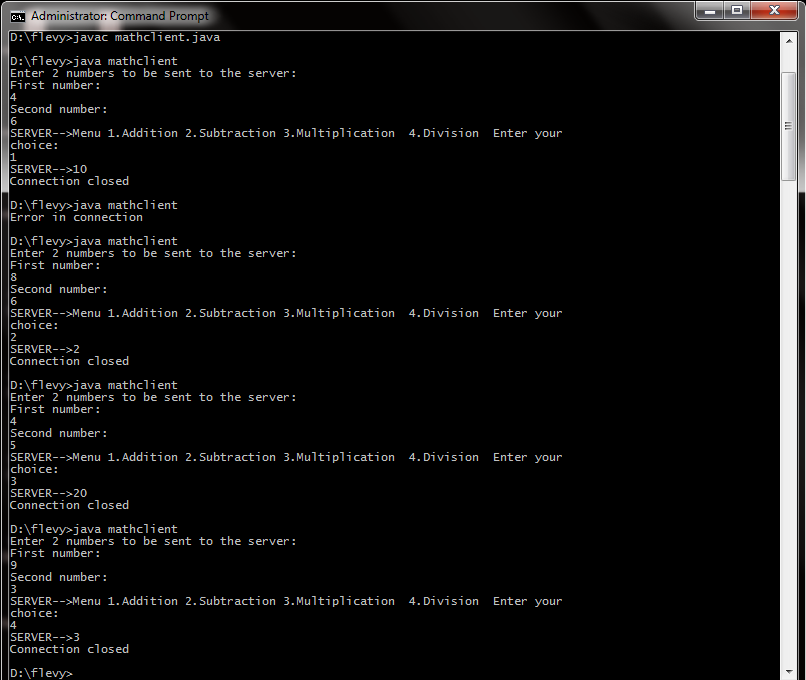 Administrator: Command Prompt
D:\flevy>javac mathclient.java
D:\flevy>java mathclient
Enter 2 numbers to be sent to the server:
First number:
4
Second number:
6
SERVER-->Menu 1.Addition 2.Subtraction 3.Multiplication  4.Division  Enter your
choice:
1
SERVER-->10
Connection closed
D:\flevy>java mathclient
Error in connection
D:\flevy>java mathclient
Enter 2 numbers to be sent to the server:
First number:
8
Second number:
6
SERVER-->Menu 1.Addition 2.Subtraction 3.Multiplication  4.Division  Enter your
choice:
2
SERVER-->2
Connection closed
D:\flevy>java mathclient
Enter 2 numbers to be sent to the server:
First number:
4
Second number:
5
SERVER-->Menu 1.Addition 2.Subtraction 3.Multiplication  4.Division  Enter your
choice:
3
SERVER-->20
Connection closed
D:\flevy>java mathclient
Enter 2 numbers to be sent to the server:
First number:
9
Second number:
3
SERVER-->Menu 1.Addition 2.Subtraction 3.Multiplication  4.Division  Enter your
choice:
4
SERVER-->3
Connection closed
D:\flevy>